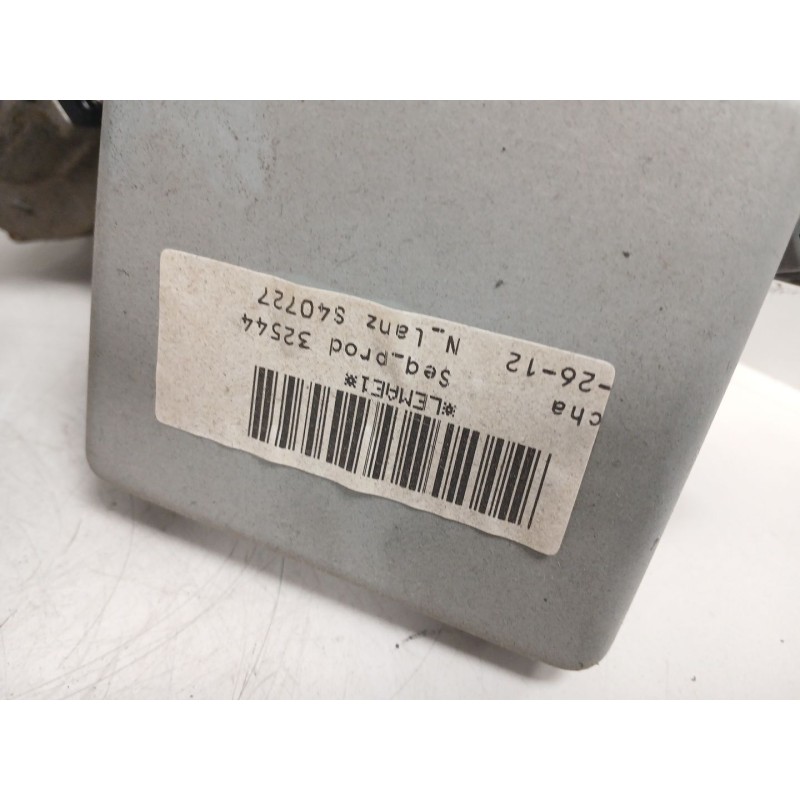 *LEMAE1*
cha
Seq_prod 32544
-26-12
N_Lanz S40727